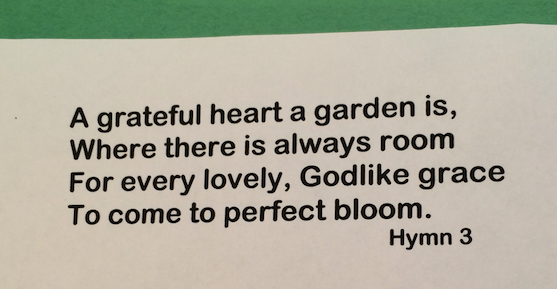 A grateful heart a garden is,
Where there is always room
For every lovely, Godlike grace
To come to perfect bloom.
Hymn 3